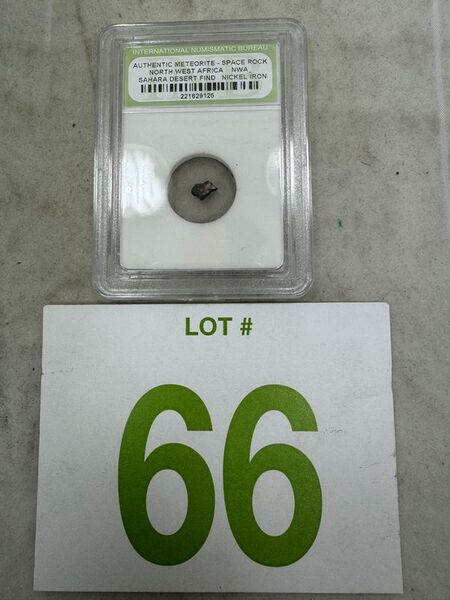 INTERNATIONAL NUMISMATIC BUREAU
AUTHENTIC METEORITE - SPACE ROCK
NORTH WEST AFRICA NWA
SAHARA DESERT FIND NICKEL IRON
221629125
LOT #
66